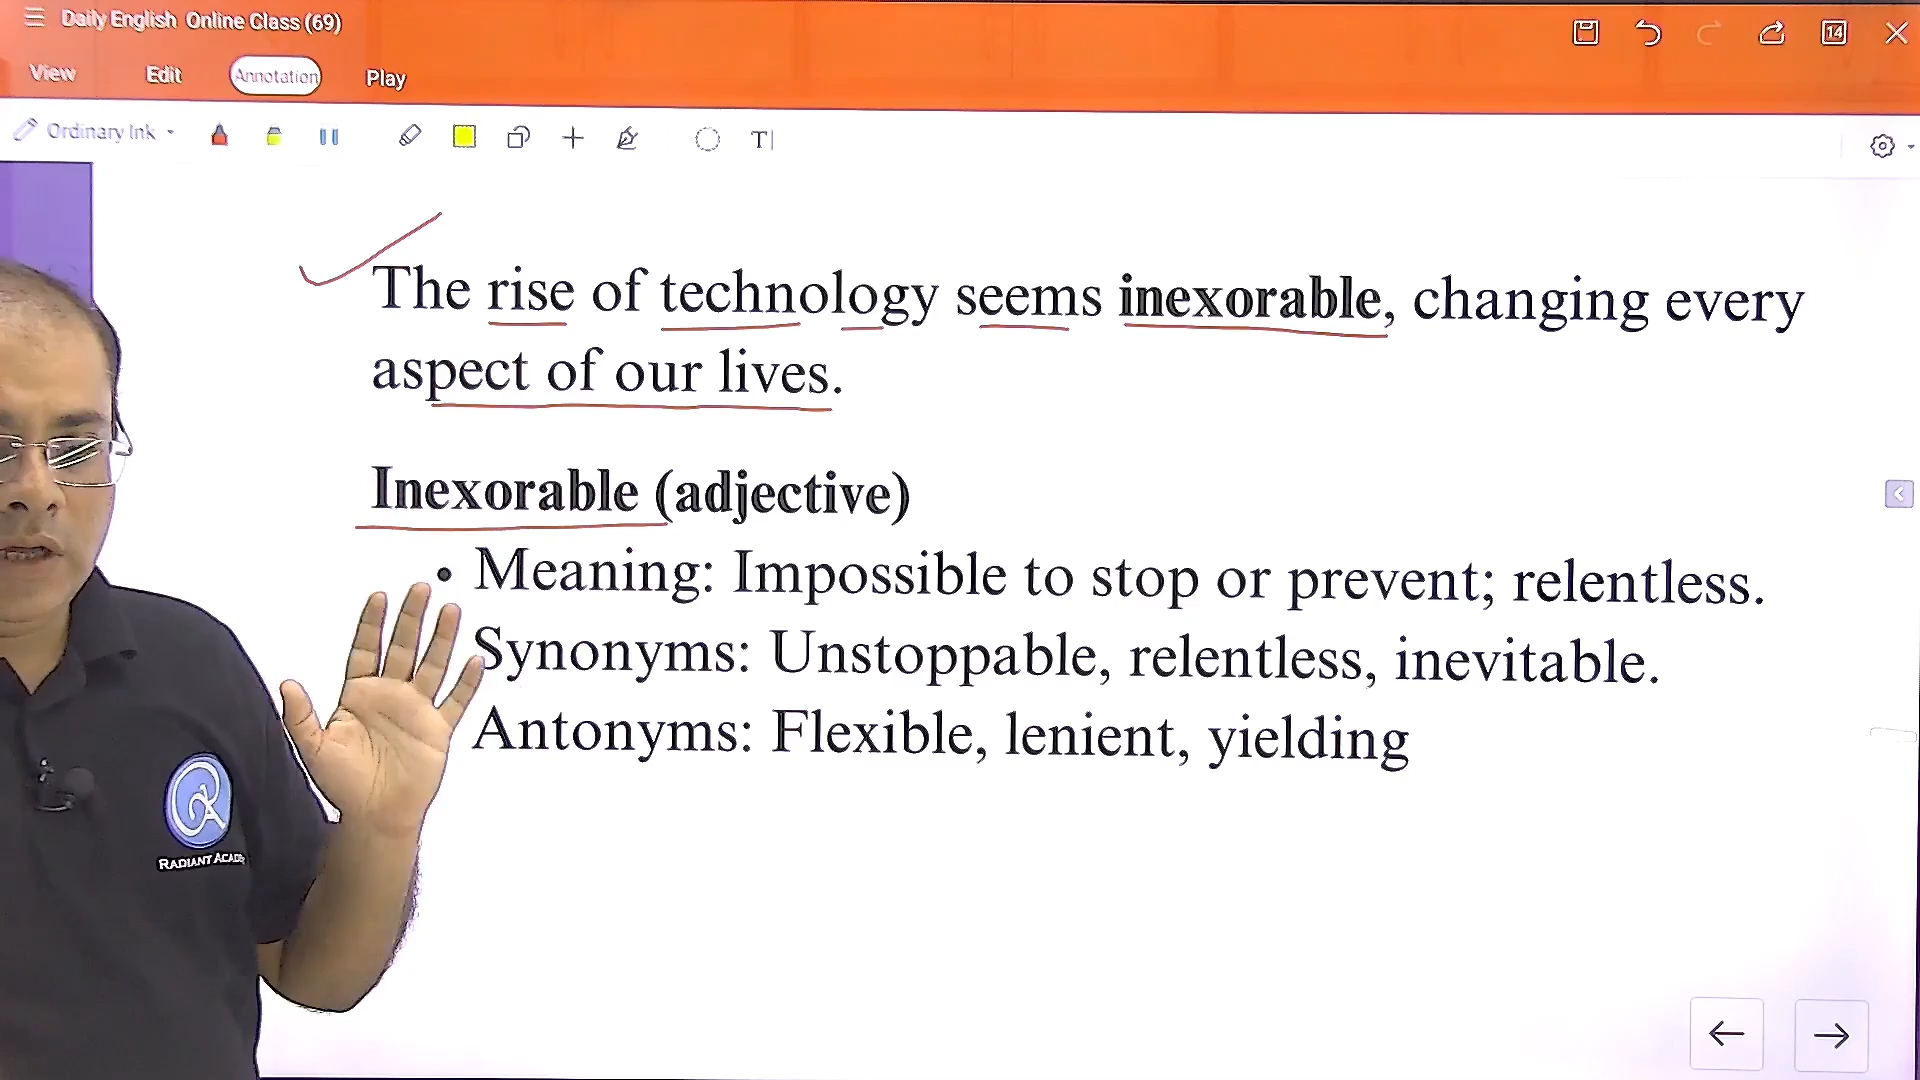 Daily English Online Class (69)
14
View Edit Annotation Play
Ordinary Ink
T
The rise of technology seems inexorable, changing every
aspect of our lives.
Inexorable (adjective)
• Meaning: Impossible to stop or prevent; relentless.
Synonyms: Unstoppable, relentless, inevitable.
Antonyms: Flexible, lenient, yielding
RADIANT